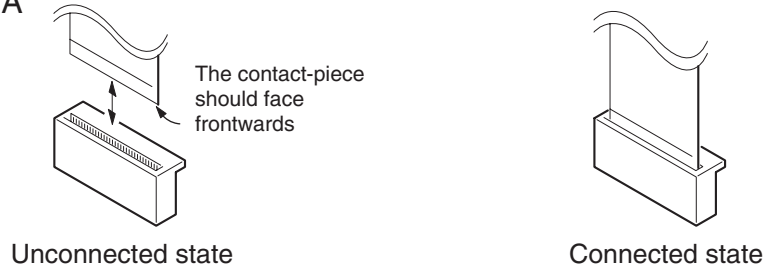 A
The contact-piece
should face
frontwards
Unconnected state
Connected state